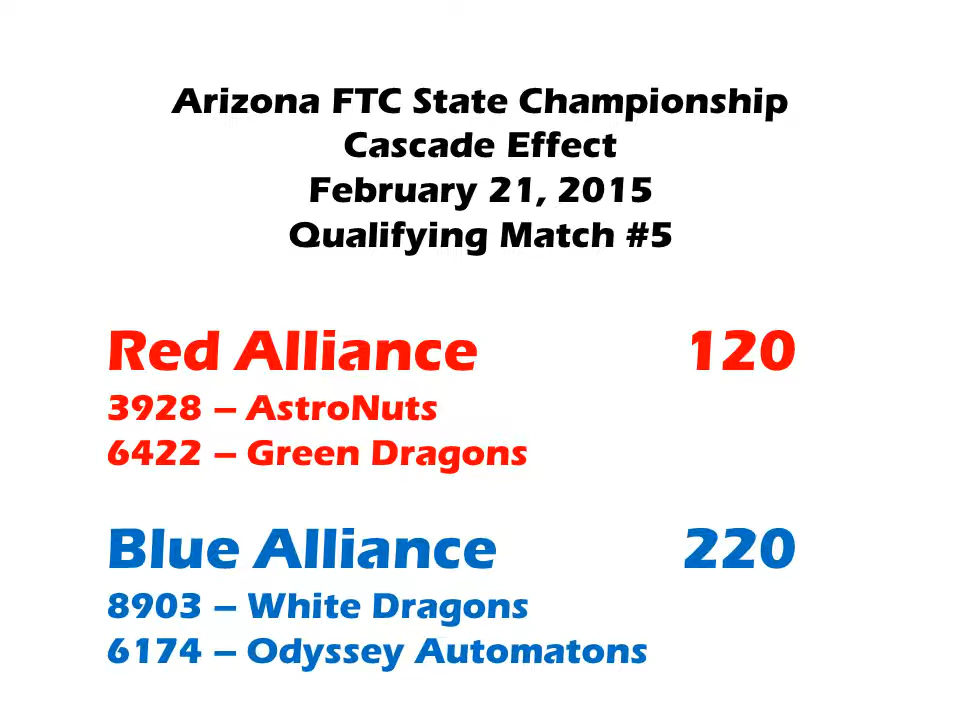 Arizona FTC State Championship
Cascade Effect
February 21, 2015
Qualifying Match #5
Red Alliance 120
3928 – AstroNuts
6422 – Green Dragons
Blue Alliance 220
8903 – White Dragons
6174 – Odyssey Automatons